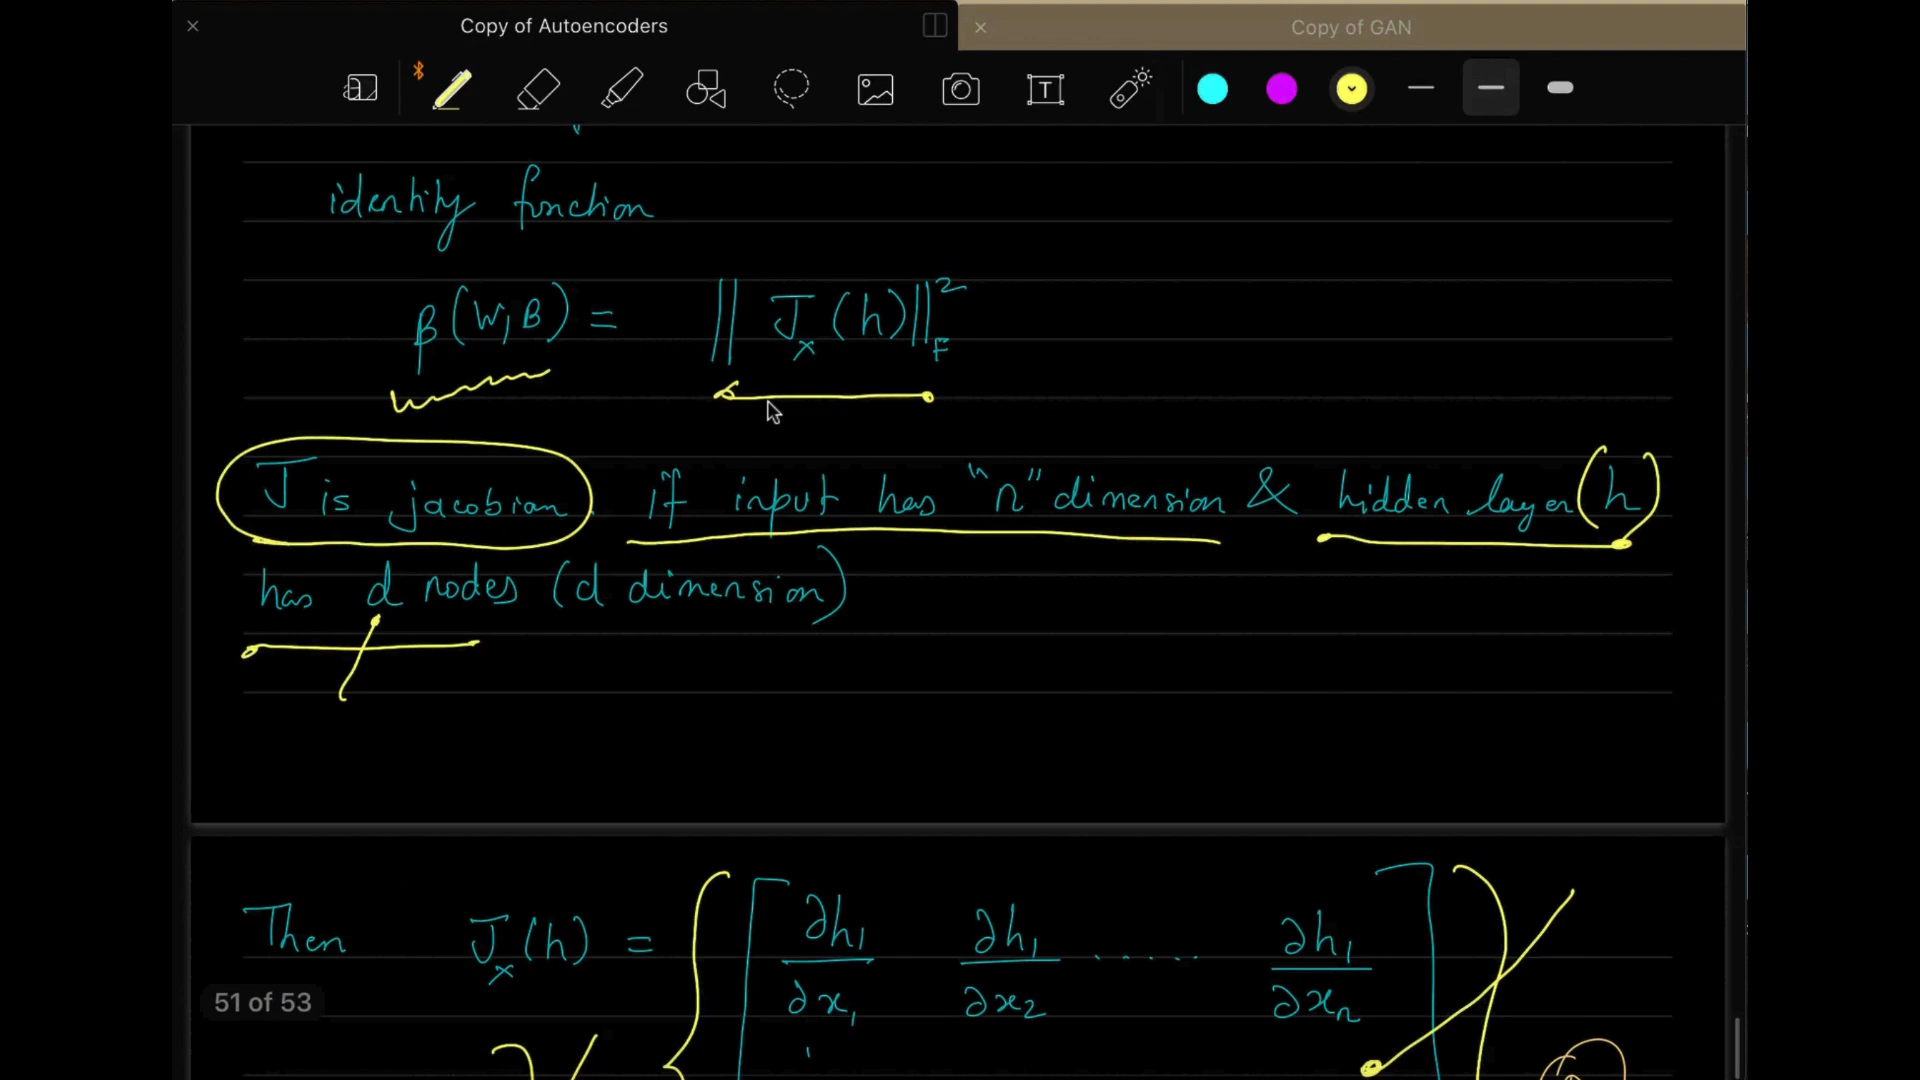 Copy of Autoencoders
Copy of GAN
identity function
β(W,B) = || J_x(h) ||_F^2
J is jacobian. if input has "n" dimension & hidden layer (h)
has d nodes (d dimension)
Then J_x(h) = [ ∂h1/∂x1 ∂h1/∂x2 ...... ∂h1/∂xn ]
51 of 53